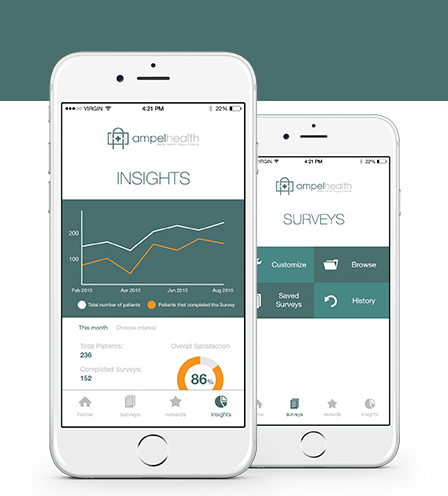 VIRGIN 4:21 PM 22%
ampelhealth
INSIGHTS
200
100
Feb 2015 Apr 2015 Jun 2015 Aug 2015
Total number of patients Patients that completed the Survey
This month Choose interval
Total Patients: Overall Satisfaction
236
Completed Surveys:
152
86%
home surveys rewards insights
4:21 PM 22%
ampelhealth
SURVEYS
Customize Browse
Saved
Surveys
History
home surveys rewards insights